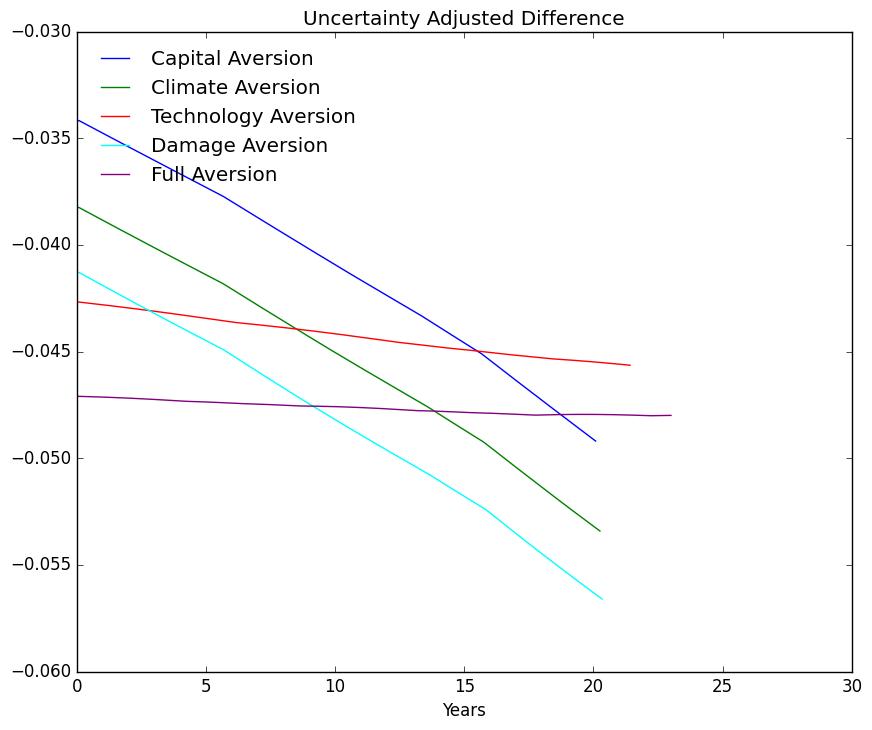 Uncertainty Adjusted Difference
−0.030
Capital Aversion
Climate Aversion
Technology Aversion
Damage Aversion
Full Aversion
−0.035
−0.040
−0.045
−0.050
−0.055
−0.060
0 5 10 15 20 25 30
Years